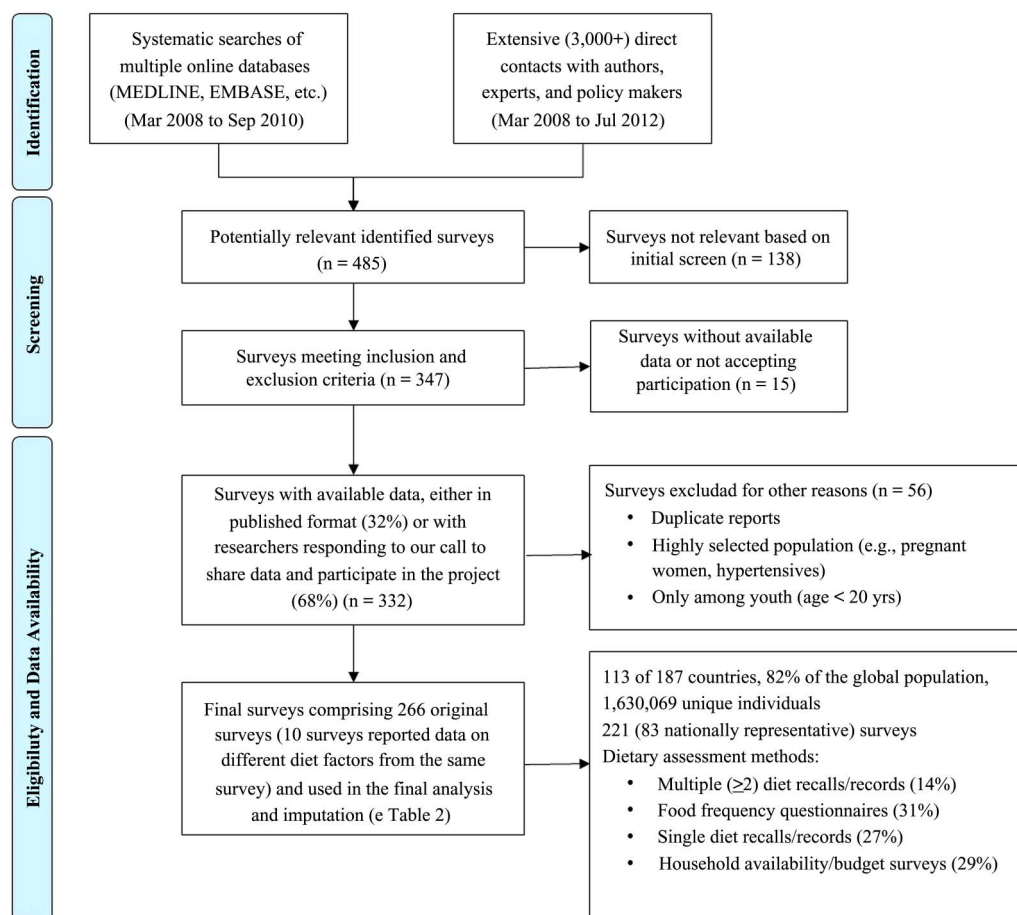 Identification
Systematic searches of
multiple online databases
(MEDLINE, EMBASE, etc.)
(Mar 2008 to Sep 2010)
Extensive (3,000+) direct
contacts with authors,
experts, and policy makers
(Mar 2008 to Jul 2012)
Screening
Potentially relevant identified surveys
(n = 485)
Surveys not relevant based on
initial screen (n = 138)
Surveys meeting inclusion and
exclusion criteria (n = 347)
Surveys without available
data or not accepting
participation (n = 15)
Eligibiluty and Data Availability
Surveys with available data, either in
published format (32%) or with
researchers responding to our call to
share data and participate in the project
(68%) (n = 332)
Surveys excludad for other reasons (n = 56)
• Duplicate reports
• Highly selected population (e.g., pregnant
women, hypertensives)
• Only among youth (age < 20 yrs)
Final surveys comprising 266 original
surveys (10 surveys reported data on
different diet factors from the same
survey) and used in the final analysis
and imputation (e Table 2)
113 of 187 countries, 82% of the global population,
1,630,069 unique individuals
221 (83 nationally representative) surveys
Dietary assessment methods:
• Multiple (≥2) diet recalls/records (14%)
• Food frequency questionnaires (31%)
• Single diet recalls/records (27%)
• Household availability/budget surveys (29%)